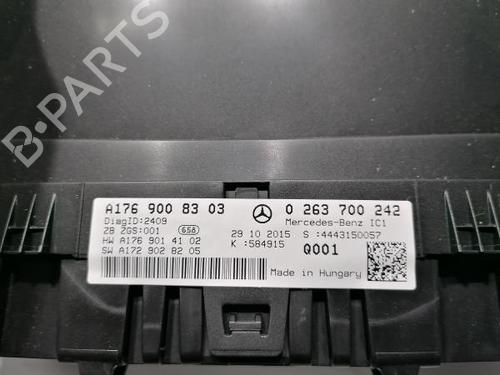 B-PARTS
A176 900 83 03 0 263 700 242
DiagID:2409 Mercedes-Benz IC1
ZB ZGS:001 658 29 10 2015 S :4443150057
HW A176 901 41 02 K :584915 Q001
SW A172 902 82 05
Made in Hungary